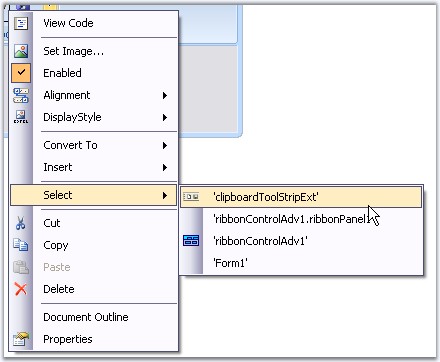 View Code
Set Image...
Enabled
Alignment
DisplayStyle
Convert To
Insert
Select
'clipboardToolStripExt'
'ribbonControlAdv1.ribbonPanel1'
'ribbonControlAdv1'
'Form1'
Cut
Copy
Paste
Delete
Document Outline
Properties